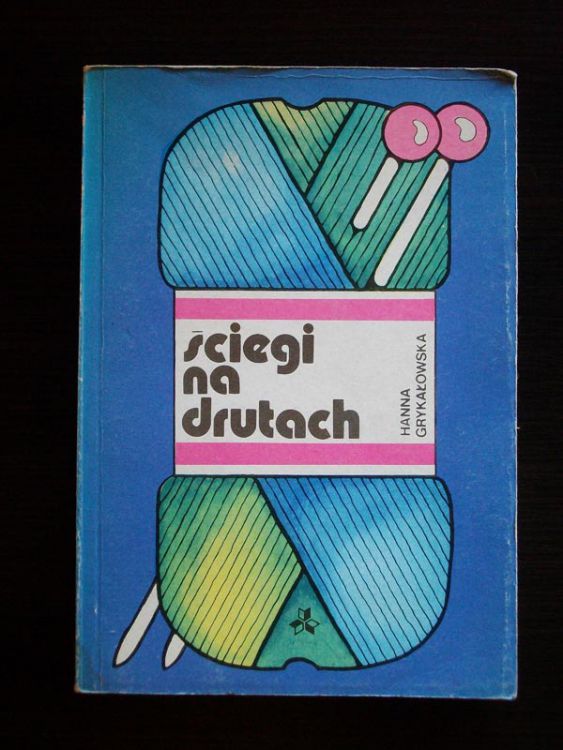 ściegi
na
drutach
HANNA
GRYKAŁOWSKA